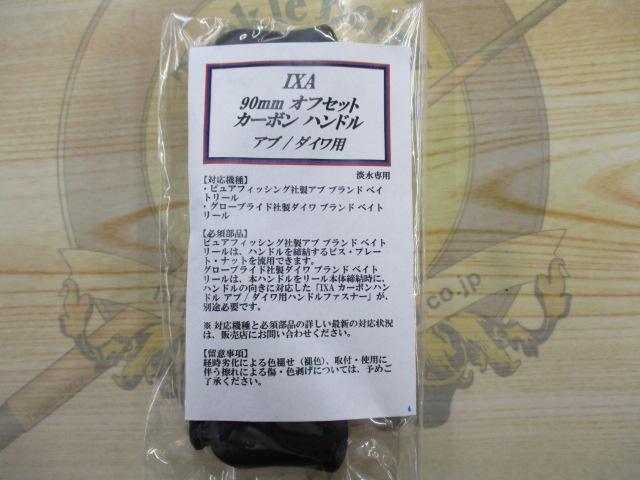 IXA
90mm オフセット
カーボン ハンドル
アブ / ダイワ用
淡水専用
【対応機種】
・ピュアフィッシング社製アブ ブランド ベイ
トリール
・グローブライド社製ダイワ ブランド ベイト
リール
【必須部品】
ピュアフィッシング社製アブ ブランド ベイト
リールは、ハンドルを締結するビス・プレー
ト・ナットを流用できます。
グローブライド社製ダイワ ブランド ベイト
リールは、本ハンドルをリール本体締結時に、
ハンドルの向きに対応した「IXA カーボンハン
ドル アブ / ダイワ用ハンドルファスナー」が、
別途必要です。
※ 対応機種と必須部品の詳しい最新の対応状況
は、販売店にお問い合わせください。
【留意事項】
経時劣化による色褪せ（褪色）、取付・使用に
伴う擦れによる傷・色剥げについては、予めご
了承ください。
co.jp